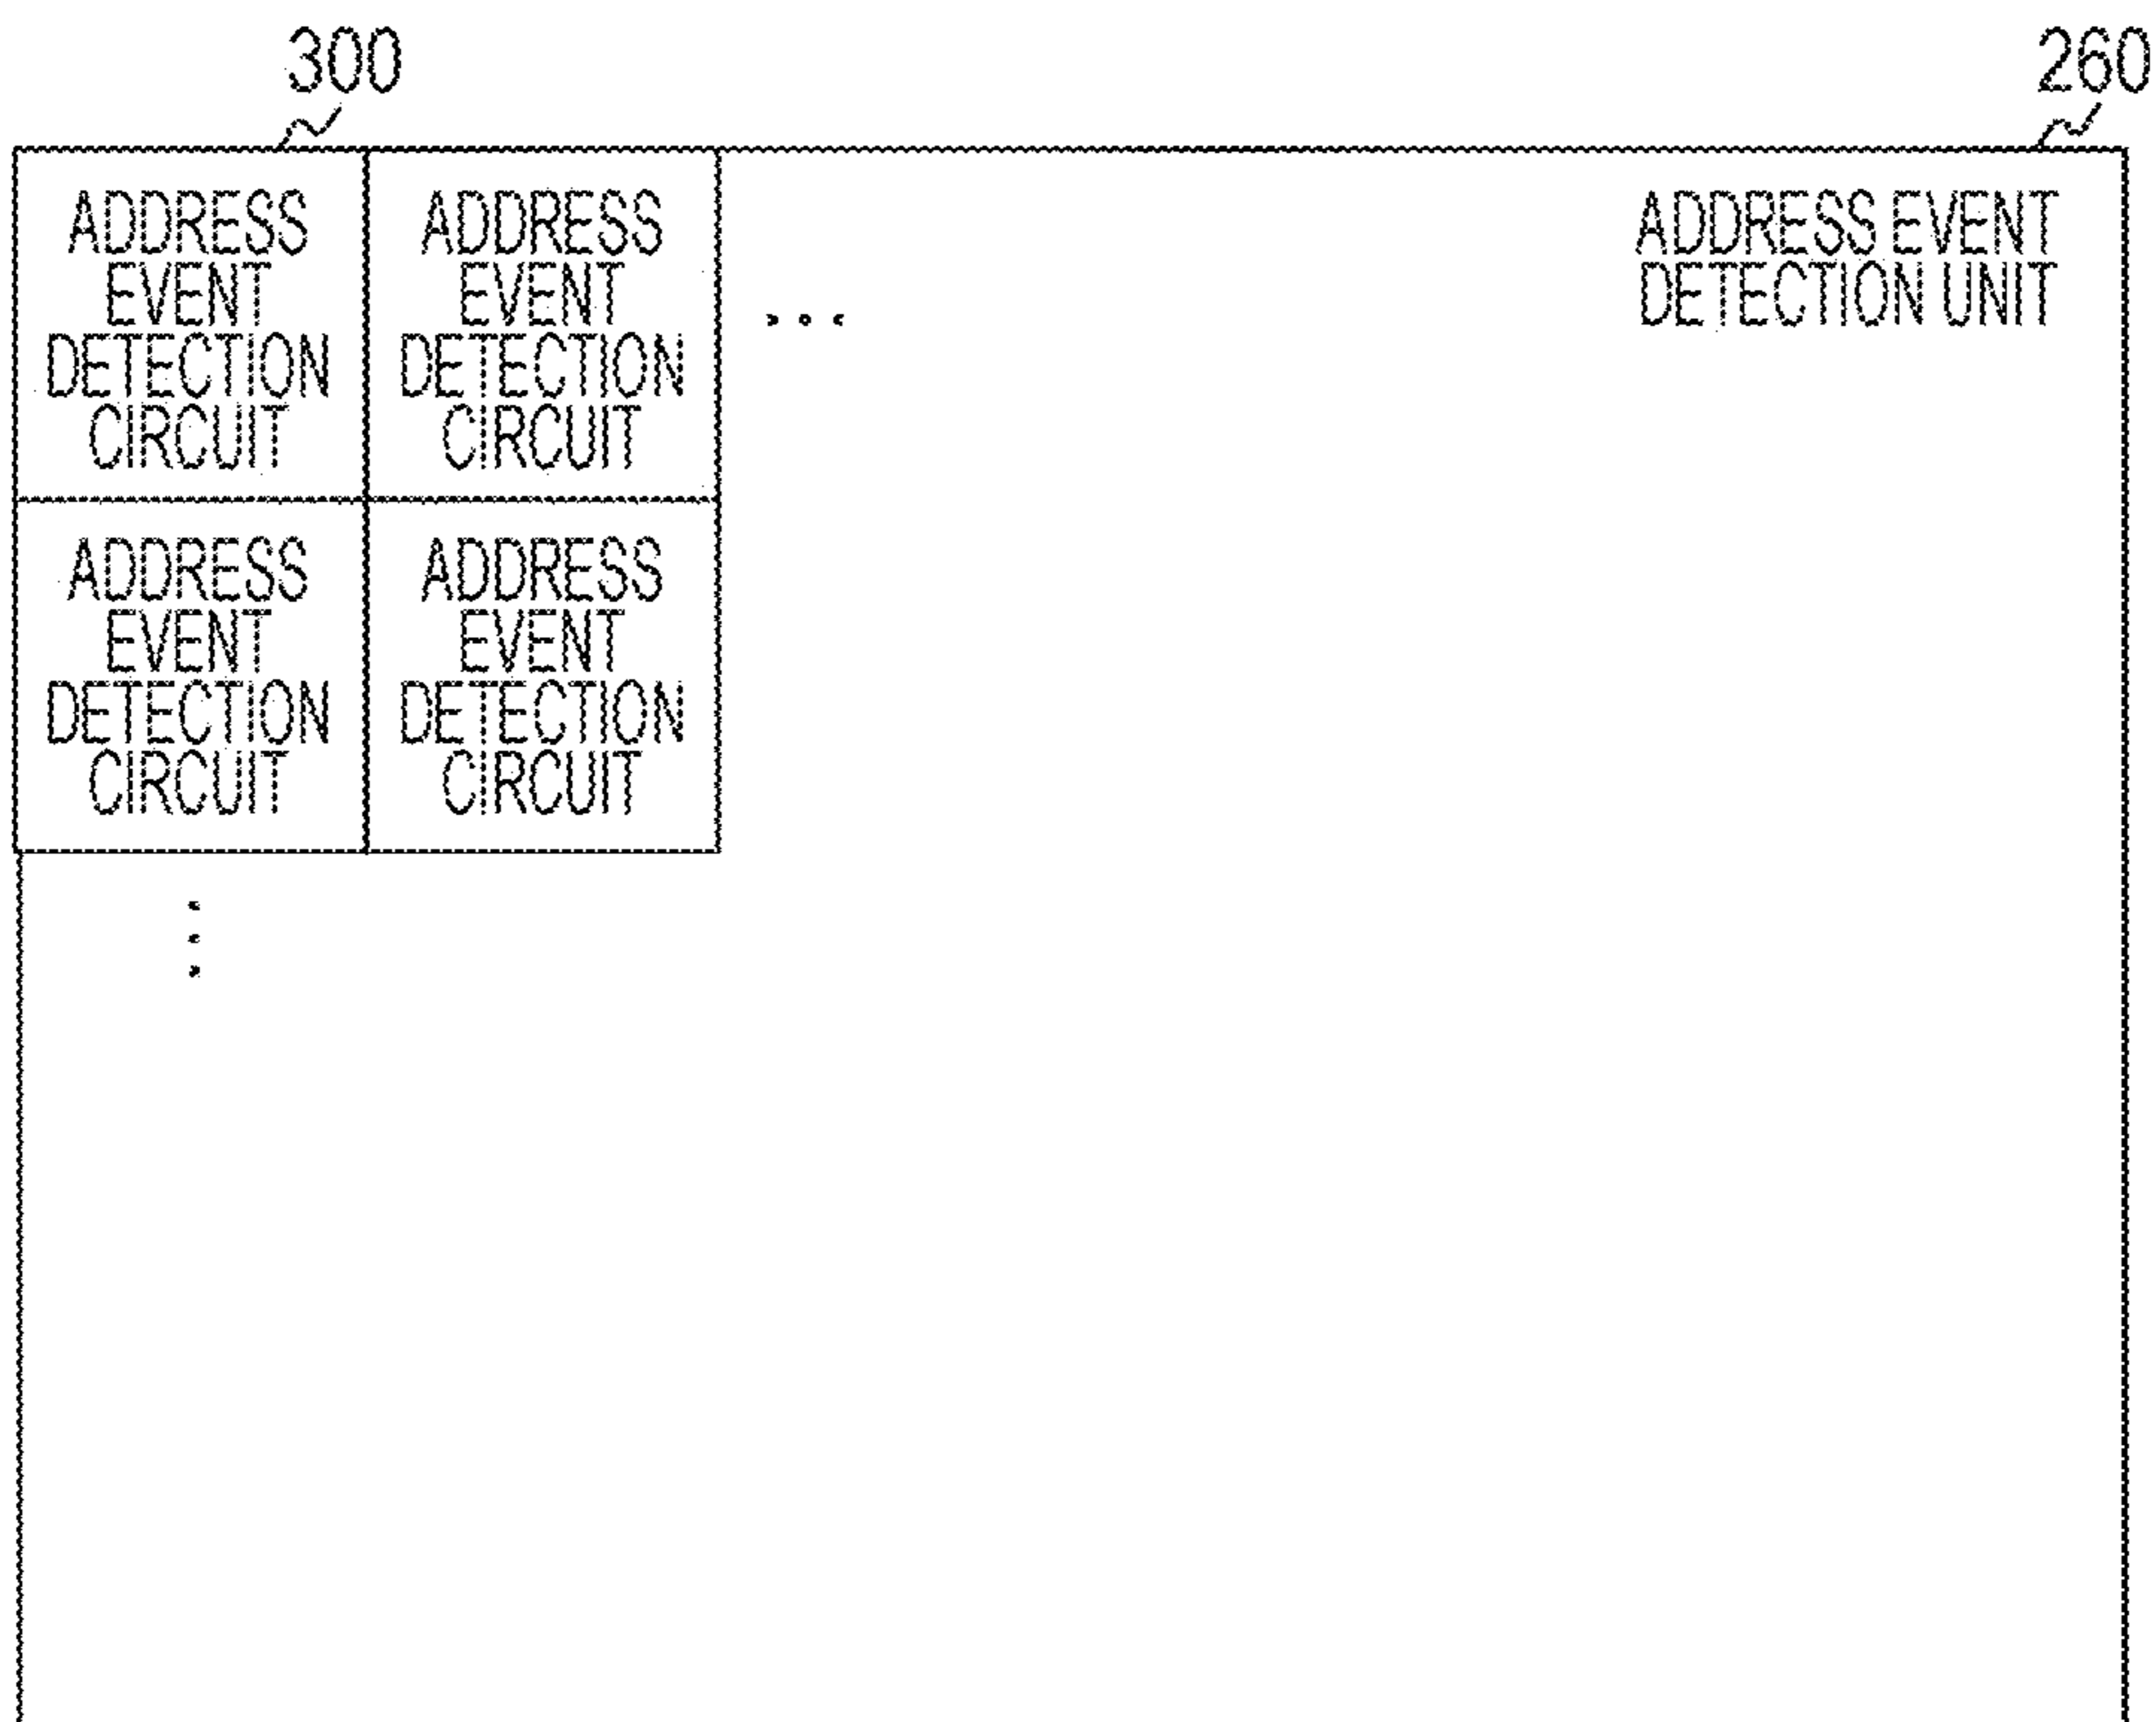 300
260
ADDRESS
EVENT
DETECTION
CIRCUIT
ADDRESS
EVENT
DETECTION
CIRCUIT
...
ADDRESS EVENT
DETECTION UNIT
ADDRESS
EVENT
DETECTION
CIRCUIT
ADDRESS
EVENT
DETECTION
CIRCUIT